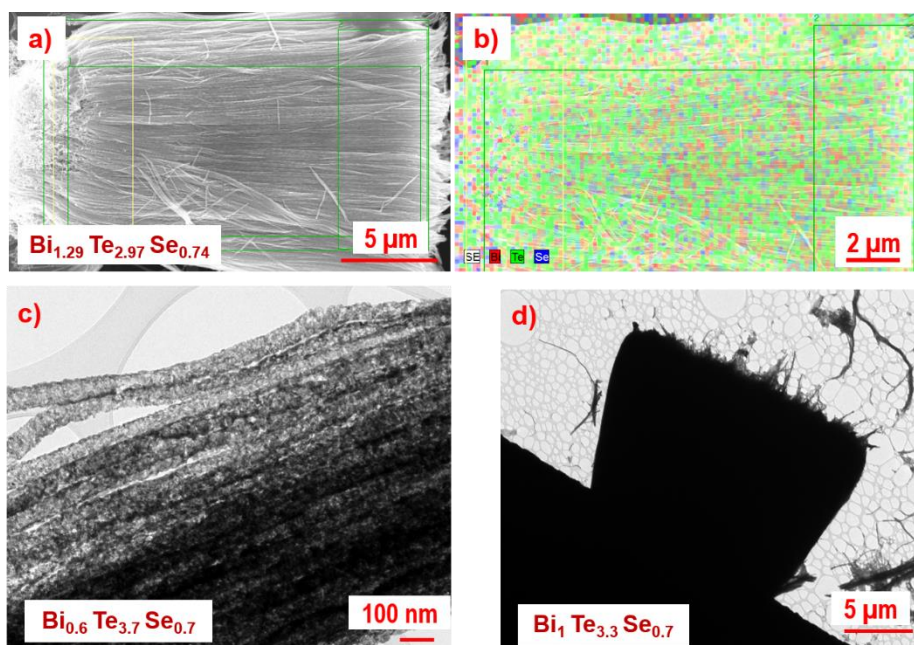 a)
Bi1.29 Te2.97 Se0.74
5 µm
b)
2
SE Bi Te Se
2 µm
c)
Bi0.6 Te3.7 Se0.7
100 nm
d)
Bi1 Te3.3 Se0.7
5 µm